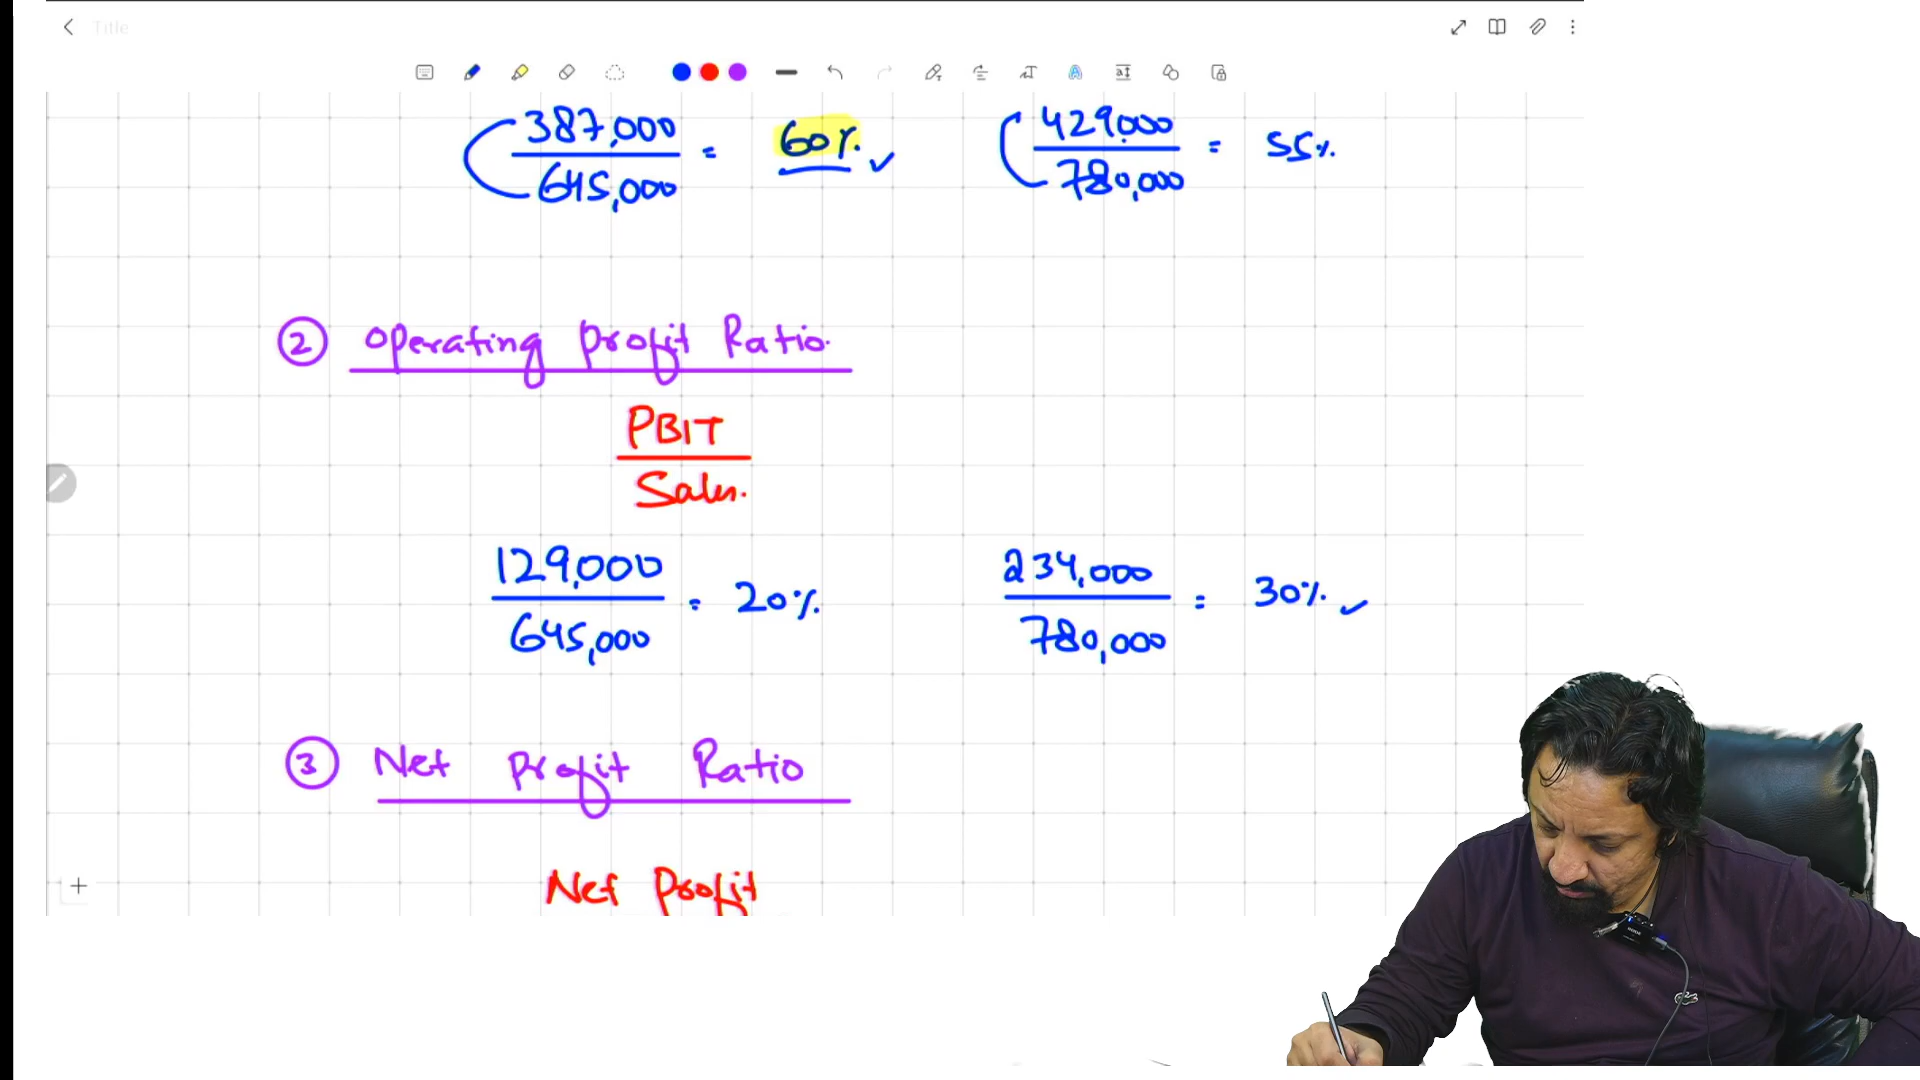 Title
387,000 / 645,000 = 60% ✓
429,000 / 780,000 = 55%
② Operating Profit Ratio.
PBIT
Sales.
129,000 / 645,000 = 20%
234,000 / 780,000 = 30% ✓
③ Net Profit Ratio
Net Profit